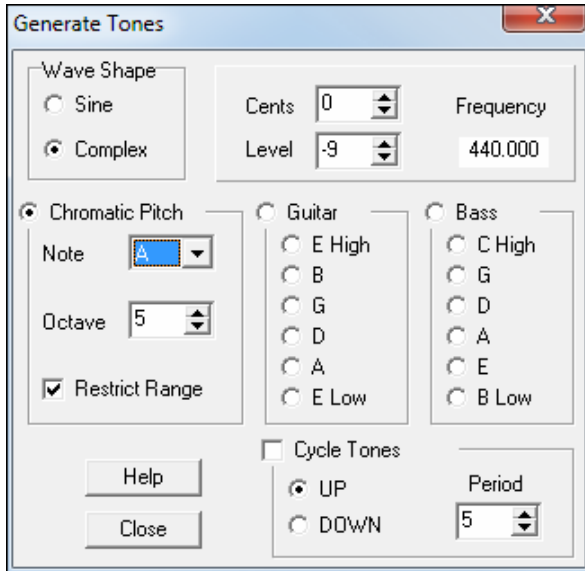 Generate Tones
Wave Shape
Sine
Complex
Cents 0
Level -9
Frequency
440.000
Chromatic Pitch
Note A
Octave 5
Restrict Range
Guitar
E High
B
G
D
A
E Low
Bass
C High
G
D
A
E
B Low
Help
Close
Cycle Tones
UP
DOWN
Period
5